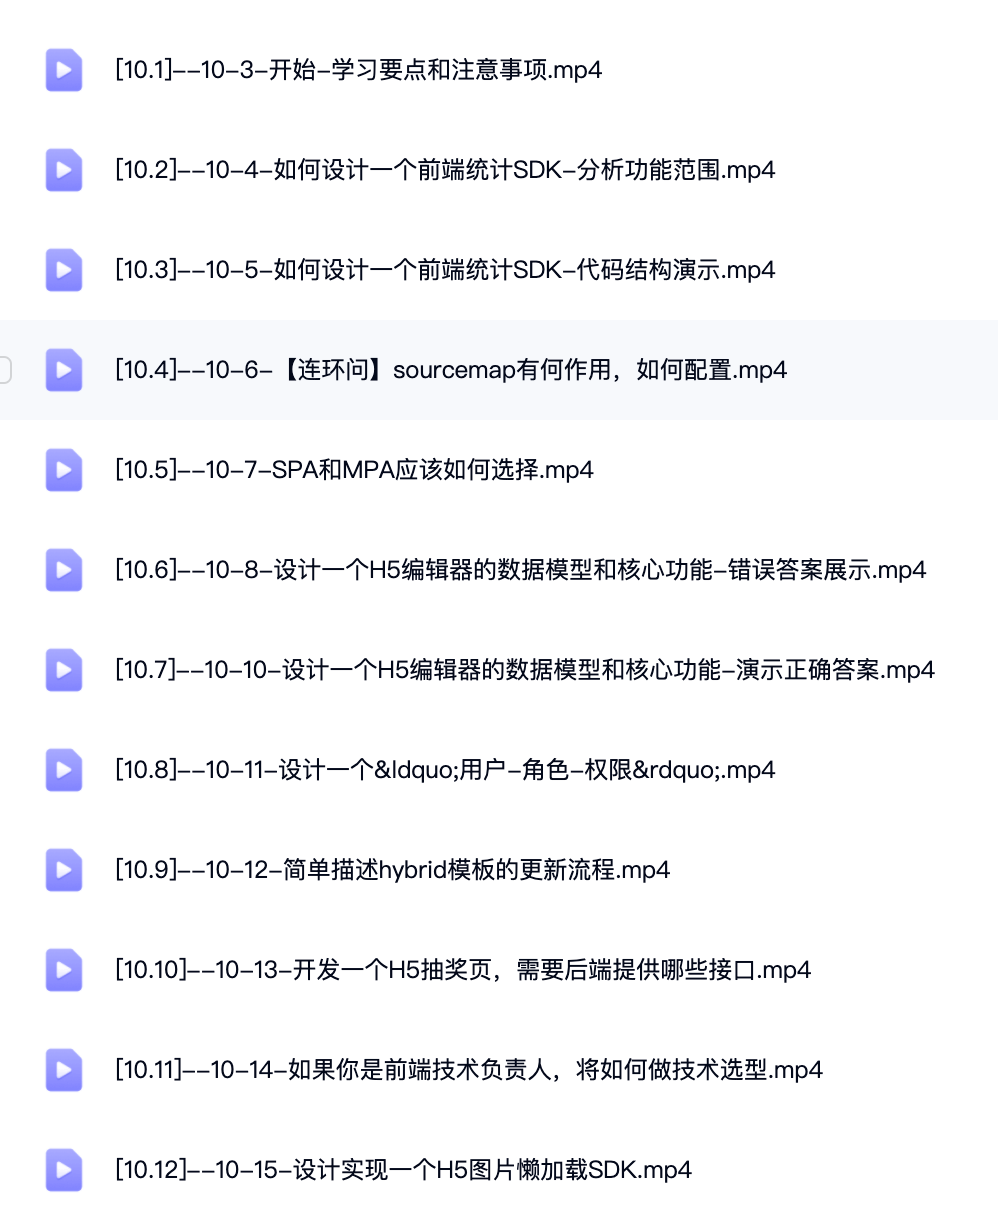 [10.1]--10-3-开始-学习要点和注意事项.mp4
[10.2]--10-4-如何设计一个前端统计SDK-分析功能范围.mp4
[10.3]--10-5-如何设计一个前端统计SDK-代码结构演示.mp4
[10.4]--10-6-【连环问】sourcemap有何作用，如何配置.mp4
[10.5]--10-7-SPA和MPA应该如何选择.mp4
[10.6]--10-8-设计一个H5编辑器的数据模型和核心功能-错误答案展示.mp4
[10.7]--10-10-设计一个H5编辑器的数据模型和核心功能-演示正确答案.mp4
[10.8]--10-11-设计一个&ldquo;用户-角色-权限&rdquo;.mp4
[10.9]--10-12-简单描述hybrid模板的更新流程.mp4
[10.10]--10-13-开发一个H5抽奖页，需要后端提供哪些接口.mp4
[10.11]--10-14-如果你是前端技术负责人，将如何做技术选型.mp4
[10.12]--10-15-设计实现一个H5图片懒加载SDK.mp4